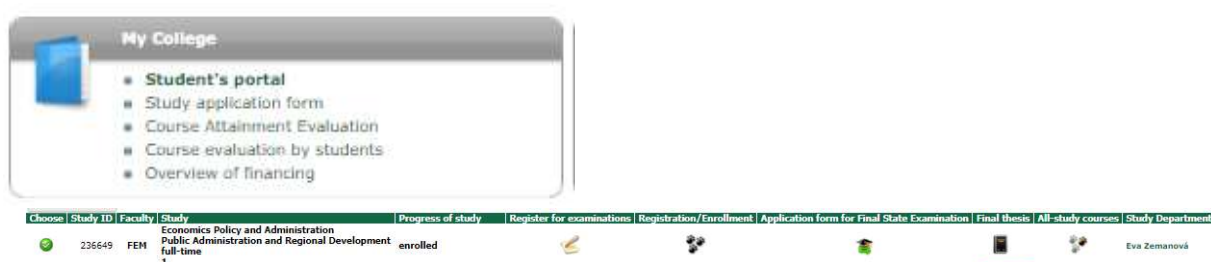 My College
Student's portal
Study application form
Course Attainment Evaluation
Course evaluation by students
Overview of financing
Choose Study ID Faculty Study Progress of study Register for examinations Registration/Enrollment Application form for Final State Examination Final thesis All-study courses Study Department
Economics Policy and Administration
236649 FEM Public Administration and Regional Development enrolled Eva Zemanová
full-time
1